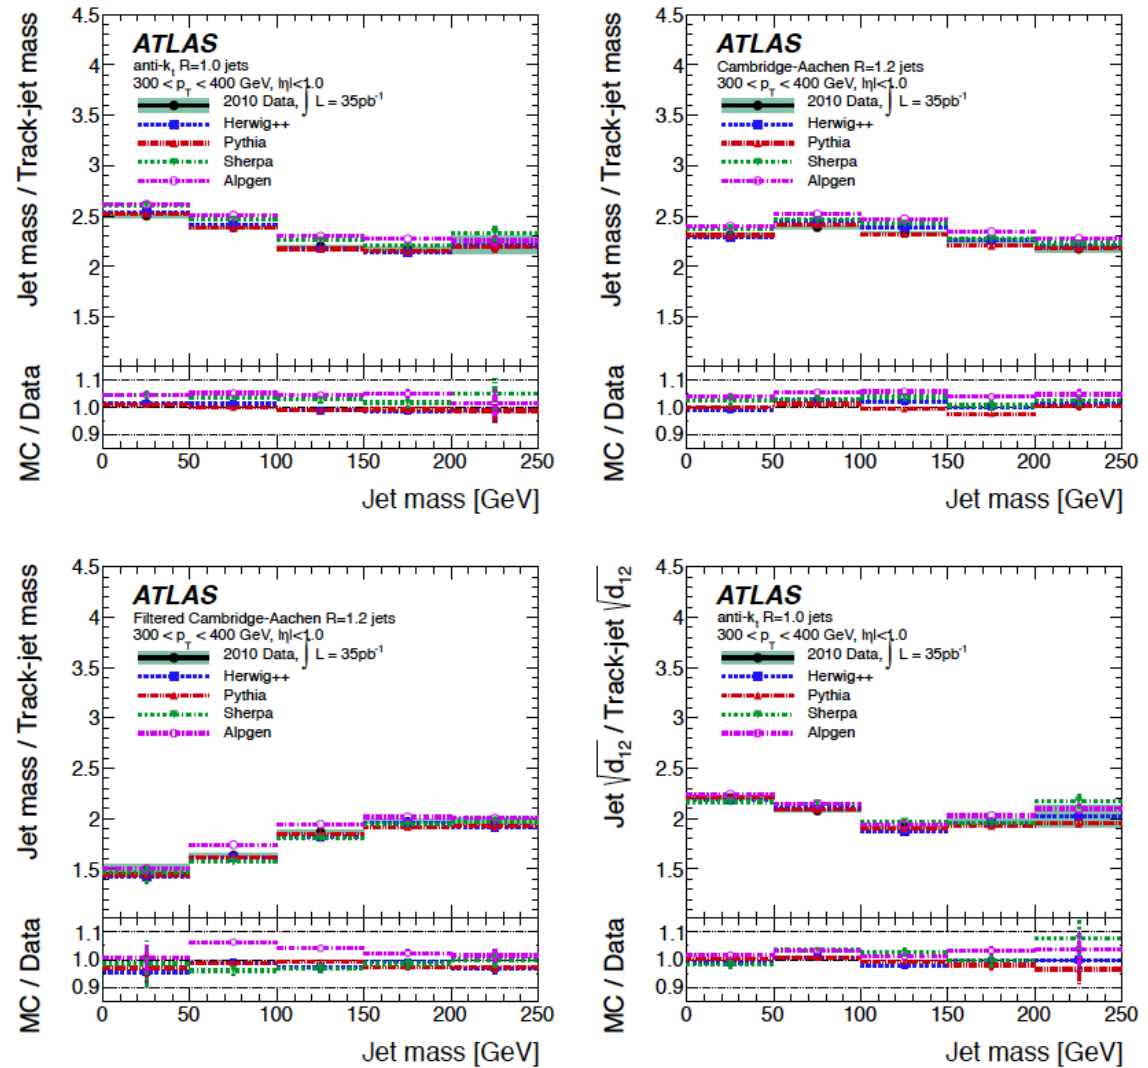 Jet mass / Track-jet mass
4.5
4
3.5
3
2.5
2
1.5
ATLAS
anti-kt R=1.0 jets
300 < pT < 400 GeV, |η|<1.0
2010 Data, ∫ L = 35pb-1
Herwig++
Pythia
Sherpa
Alpgen
MC / Data
1.1
1.0
0.9
0 50 100 150 200 250
Jet mass [GeV]
Jet mass / Track-jet mass
4.5
4
3.5
3
2.5
2
1.5
ATLAS
Cambridge-Aachen R=1.2 jets
300 < pT < 400 GeV, |η|<1.0
2010 Data, ∫ L = 35pb-1
Herwig++
Pythia
Sherpa
Alpgen
MC / Data
1.1
1.0
0.9
0 50 100 150 200 250
Jet mass [GeV]
Jet mass / Track-jet mass
4.5
4
3.5
3
2.5
2
1.5
ATLAS
Filtered Cambridge-Aachen R=1.2 jets
300 < pT < 400 GeV, |η|<1.0
2010 Data, ∫ L = 35pb-1
Herwig++
Pythia
Sherpa
Alpgen
MC / Data
1.1
1.0
0.9
0 50 100 150 200 250
Jet mass [GeV]
Jet √d12 / Track-jet √d12
4.5
4
3.5
3
2.5
2
1.5
ATLAS
anti-kt R=1.0 jets
300 < pT < 400 GeV, |η|<1.0
2010 Data, ∫ L = 35pb-1
Herwig++
Pythia
Sherpa
Alpgen
MC / Data
1.1
1.0
0.9
0 50 100 150 200 250
Jet mass [GeV]